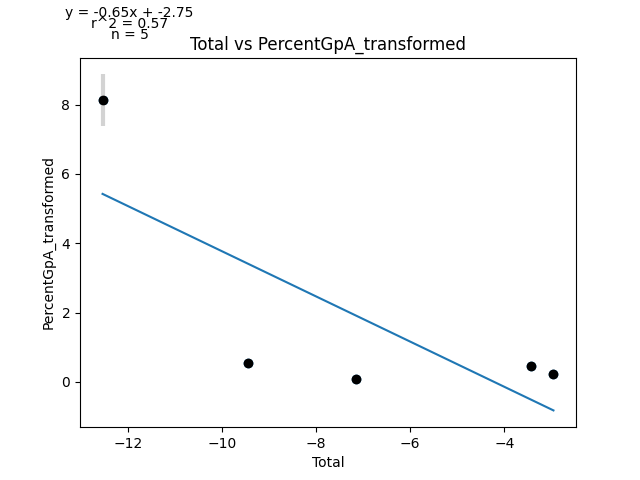 y = -0.65x + -2.75
r^2 = 0.57
n = 5
Total vs PercentGpA_transformed
PercentGpA_transformed
8
6
4
2
0
−12
−10
−8
−6
−4
Total